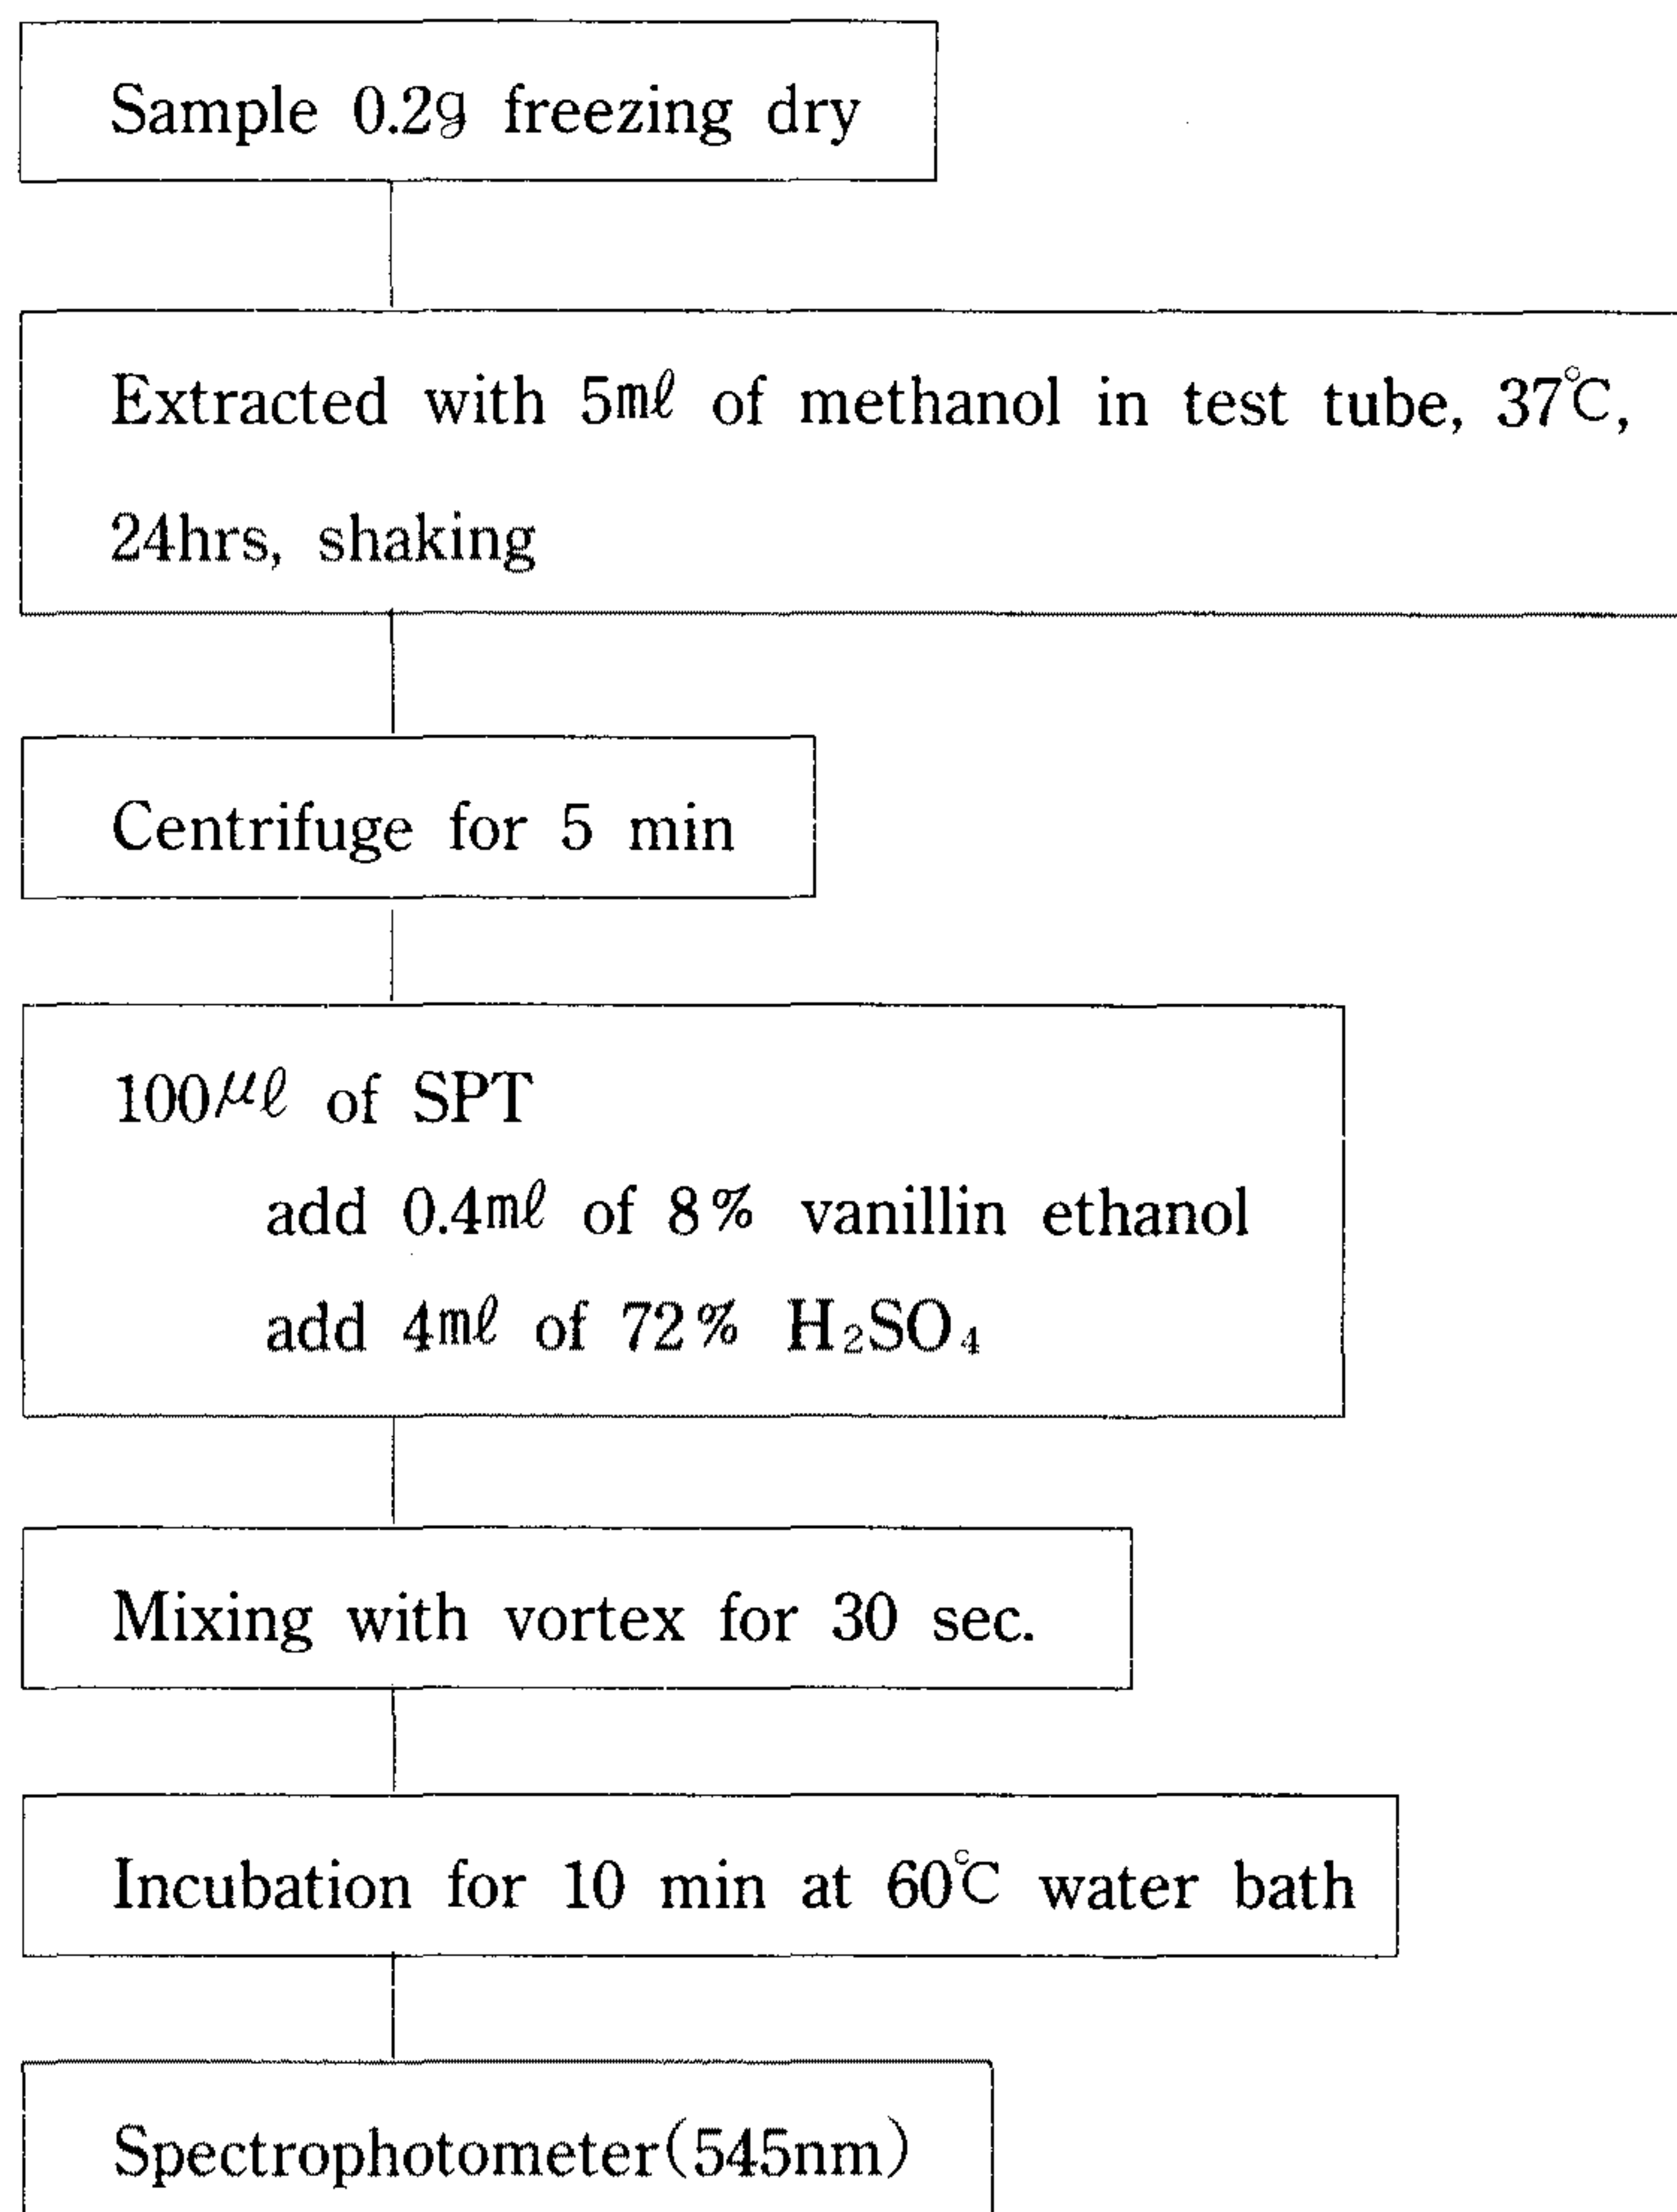 Sample 0.2g freezing dry
Extracted with 5㎖ of methanol in test tube, 37℃,
24hrs, shaking
Centrifuge for 5 min
100㎕ of SPT
add 0.4㎖ of 8% vanillin ethanol
add 4㎖ of 72% H₂SO₄
Mixing with vortex for 30 sec.
Incubation for 10 min at 60℃ water bath
Spectrophotometer(545nm)